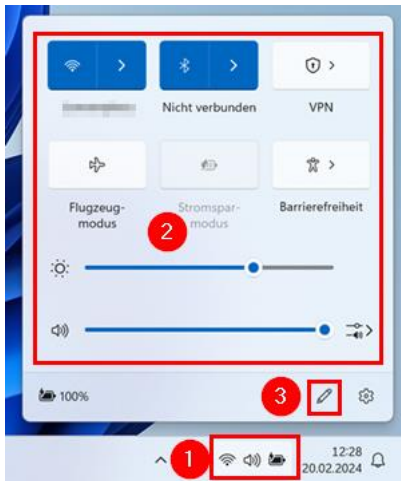 Nicht verbunden
VPN
Flugzeug-
modus
Stromspar-
modus
Barrierefreiheit
2
100%
3
1
12:28
20.02.2024